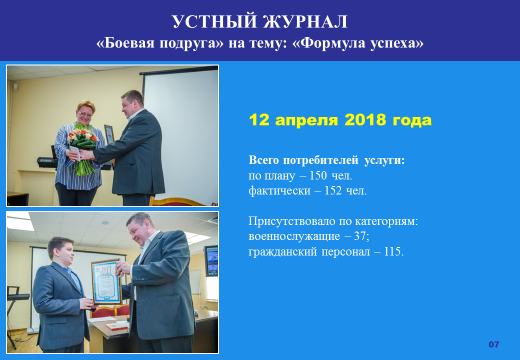 УСТНЫЙ ЖУРНАЛ
«Боевая подруга» на тему: «Формула успеха»
12 апреля 2018 года
Всего потребителей услуги:
по плану – 150 чел.
фактически – 152 чел.
Присутствовало по категориям:
военнослужащие – 37;
гражданский персонал – 115.
07